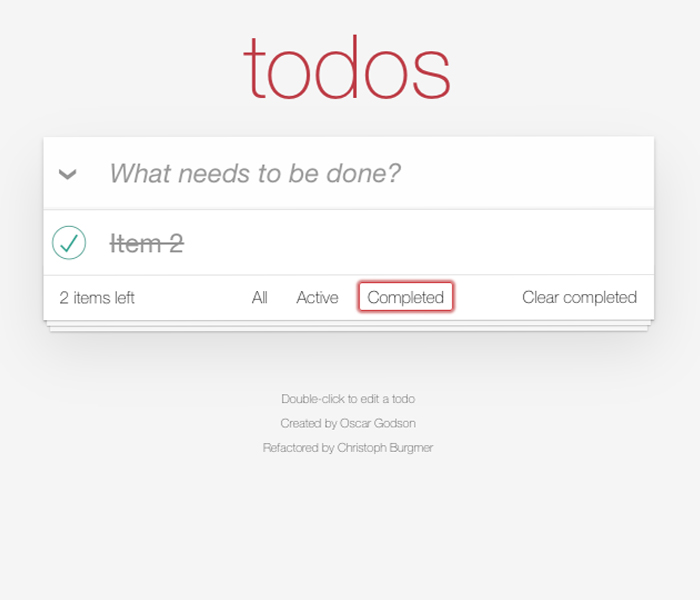 todos
What needs to be done?
Item 2
2 items left All Active Completed Clear completed
Double-click to edit a todo
Created by Oscar Godson
Refactored by Christoph Burgmer